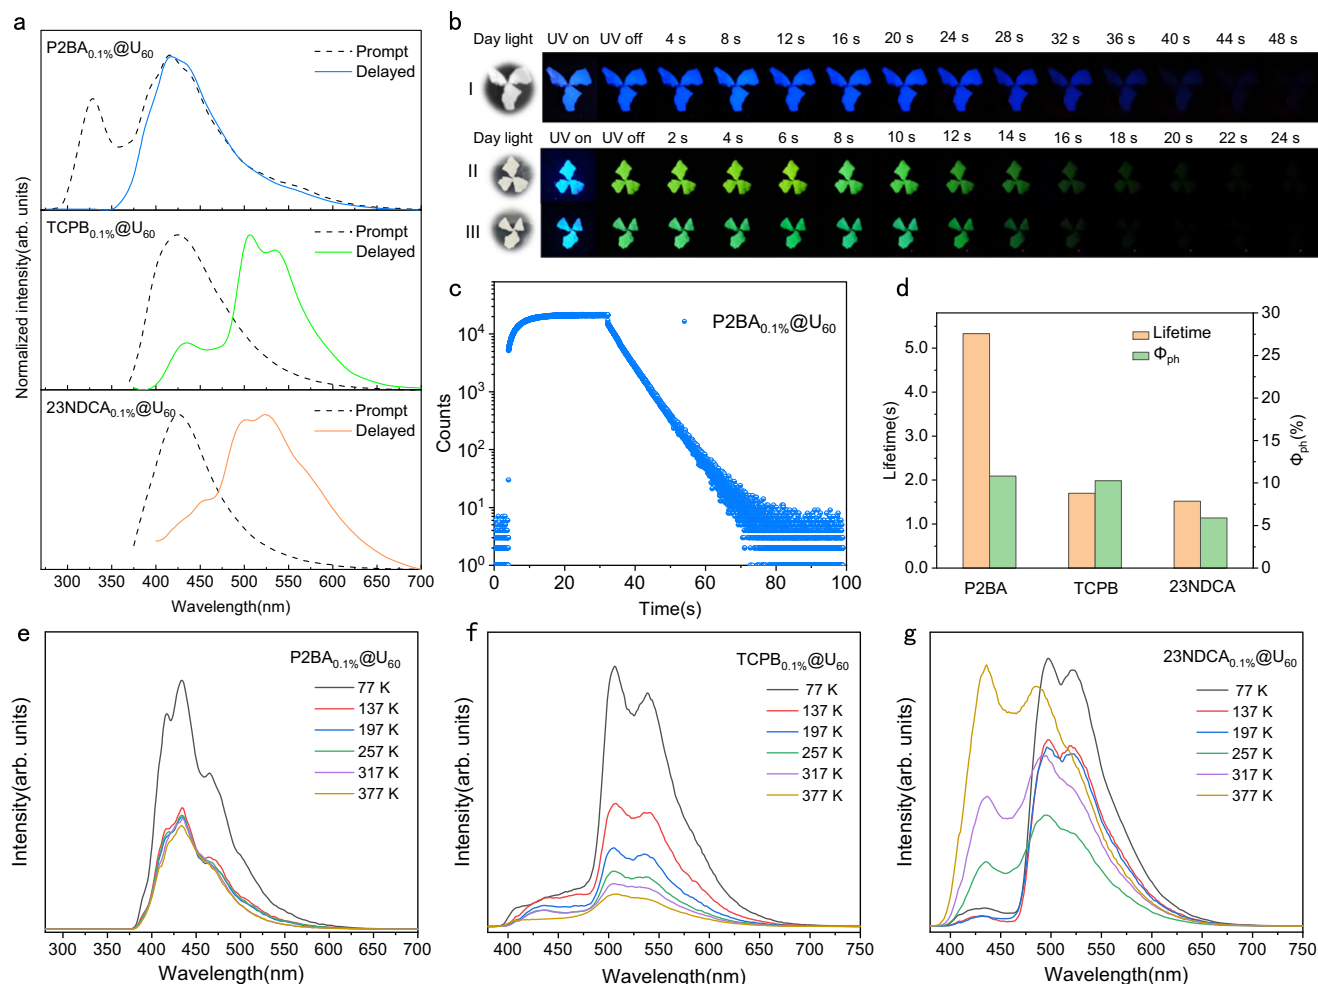 a
P2BA0.1%@U60
Prompt
Delayed
TCPB0.1%@U60
Prompt
Delayed
23NDCA0.1%@U60
Prompt
Delayed
Normalized intensity(arb. units)
300 350 400 450 500 550 600 650 700
Wavelength(nm)
b
Day light UV on UV off 4 s 8 s 12 s 16 s 20 s 24 s 28 s 32 s 36 s 40 s 44 s 48 s
I
Day light UV on UV off 2 s 4 s 6 s 8 s 10 s 12 s 14 s 16 s 18 s 20 s 22 s 24 s
II
III
c
P2BA0.1%@U60
Counts
10^4
10^3
10^2
10^1
10^0
0 20 40 60 80 100
Time(s)
d
Lifetime
Φph
Lifetime(s)
5.0
4.0
3.0
2.0
1.0
0.0
Φph(%)
30
25
20
15
10
5
0
P2BA TCPB 23NDCA
e
P2BA0.1%@U60
77 K
137 K
197 K
257 K
317 K
377 K
Intensity(arb. units)
300 350 400 450 500 550 600 650 700
Wavelength(nm)
f
TCPB0.1%@U60
77 K
137 K
197 K
257 K
317 K
377 K
Intensity(arb. units)
400 450 500 550 600 650 700 750
Wavelength(nm)
g
23NDCA0.1%@U60
77 K
137 K
197 K
257 K
317 K
377 K
Intensity(arb. units)
400 450 500 550 600 650 700 750
Wavelength(nm)